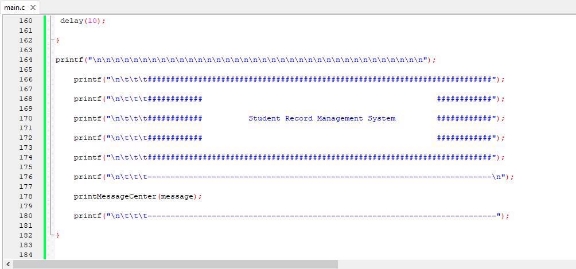 main.c X
160 delay(10);
161
162 }
163
164 printf("\n\n\n\n\n\n\n\n\n\n\n\n\n\n\n\n\n\n\n\n\n\n\n\n\n\n\n\n\n\n\n\n\n\n\n\n");
165
166 printf("\n\t\t\t###########################################################################");
167
168 printf("\n\t\t\t############                                                   ############");
169
170 printf("\n\t\t\t############          Student Record Management System         ############");
171
172 printf("\n\t\t\t############                                                   ############");
173
174 printf("\n\t\t\t###########################################################################");
175
176 printf("\n\t\t\t---------------------------------------------------------------------------\n");
177
178 printMessageCenter(message);
179
180 printf("\n\t\t\t----------------------------------------------------------------------------");
181
182 }
183
184